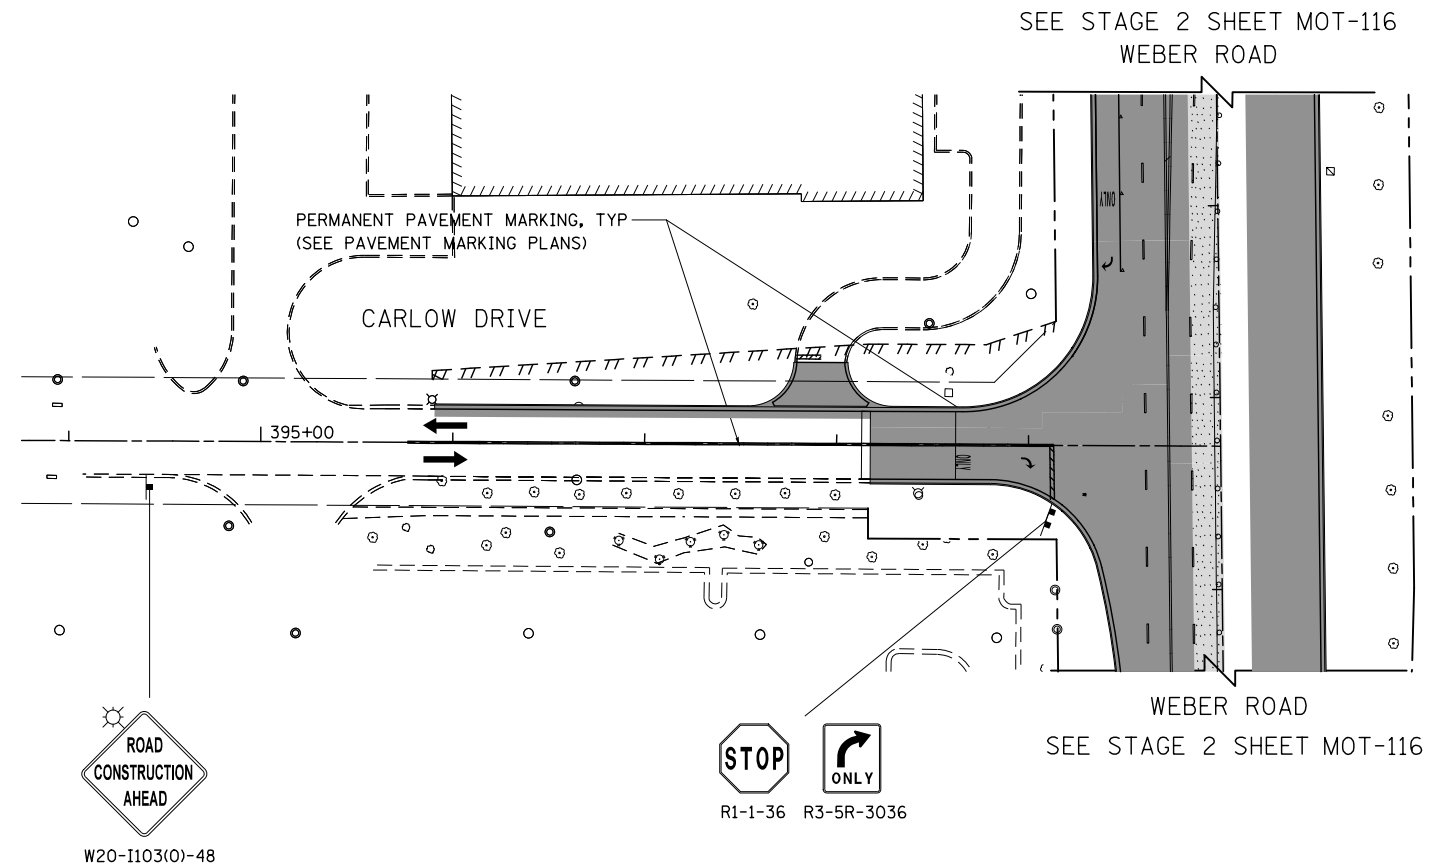 SEE STAGE 2 SHEET MOT-116
WEBER ROAD
ONLY
PERMANENT PAVEMENT MARKING, TYP
(SEE PAVEMENT MARKING PLANS)
CARLOW DRIVE
395+00
ONLY
WEBER ROAD
SEE STAGE 2 SHEET MOT-116
ROAD
CONSTRUCTION
AHEAD
W20-I103(O)-48
STOP
R1-1-36
ONLY
R3-5R-3036